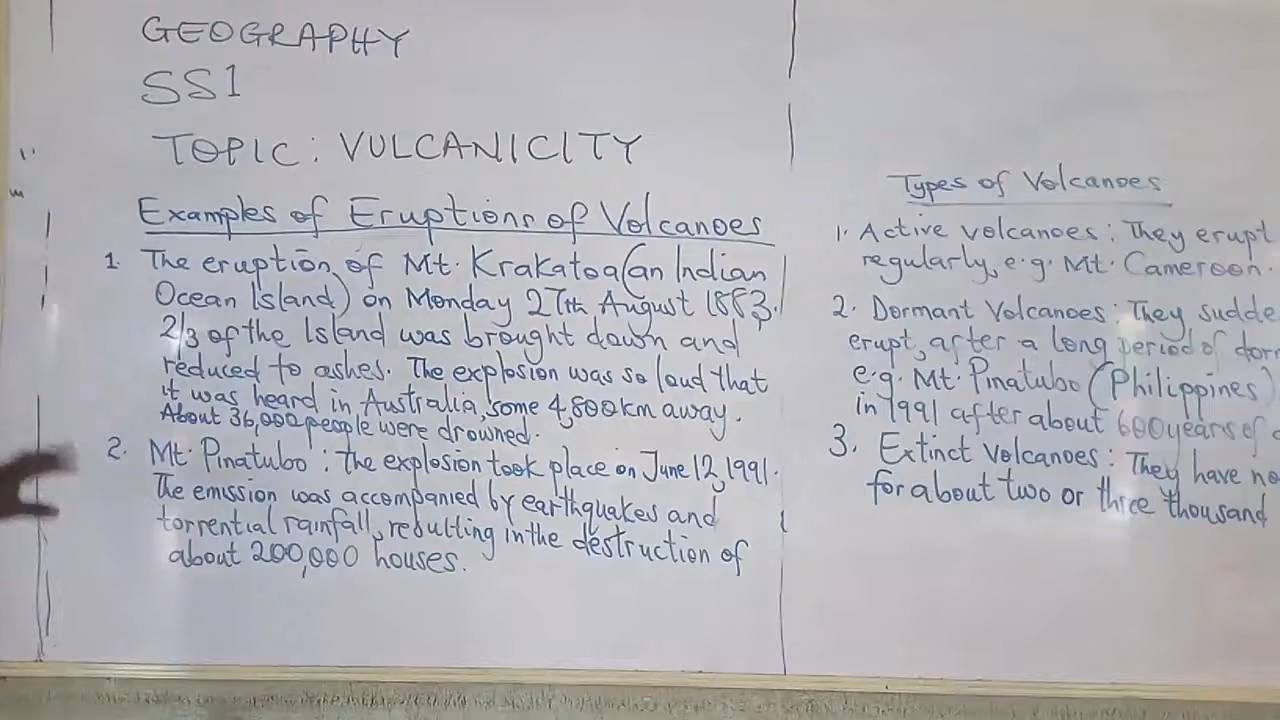 GEOGRAPHY
SS1
TOPIC: VULCANICITY
Examples of Eruptions of Volcanoes
1. The eruption of Mt. Krakatoa (an Indian
Ocean Island) on Monday 27th August 1883.
2/3 of the Island was brought down and
reduced to ashes. The explosion was so loud that
it was heard in Australia, some 4,800km away.
About 36,000 people were drowned.
2. Mt. Pinatubo: the explosion took place on June 12, 1991.
The emission was accompanied by earthquakes and
torrential rainfall, resulting in the destruction of
about 200,000 houses.
Types of Volcanoes
1. Active volcanoes: They erupt
regularly, e.g. Mt. Cameroon.
2. Dormant Volcanoes: They sudde
erupt, after a long period of dor
e.g. Mt. Pinatubo (Philippines)
in 1991 after about 600 years of
3. Extinct Volcanoes: They have no
for about two or three thousand